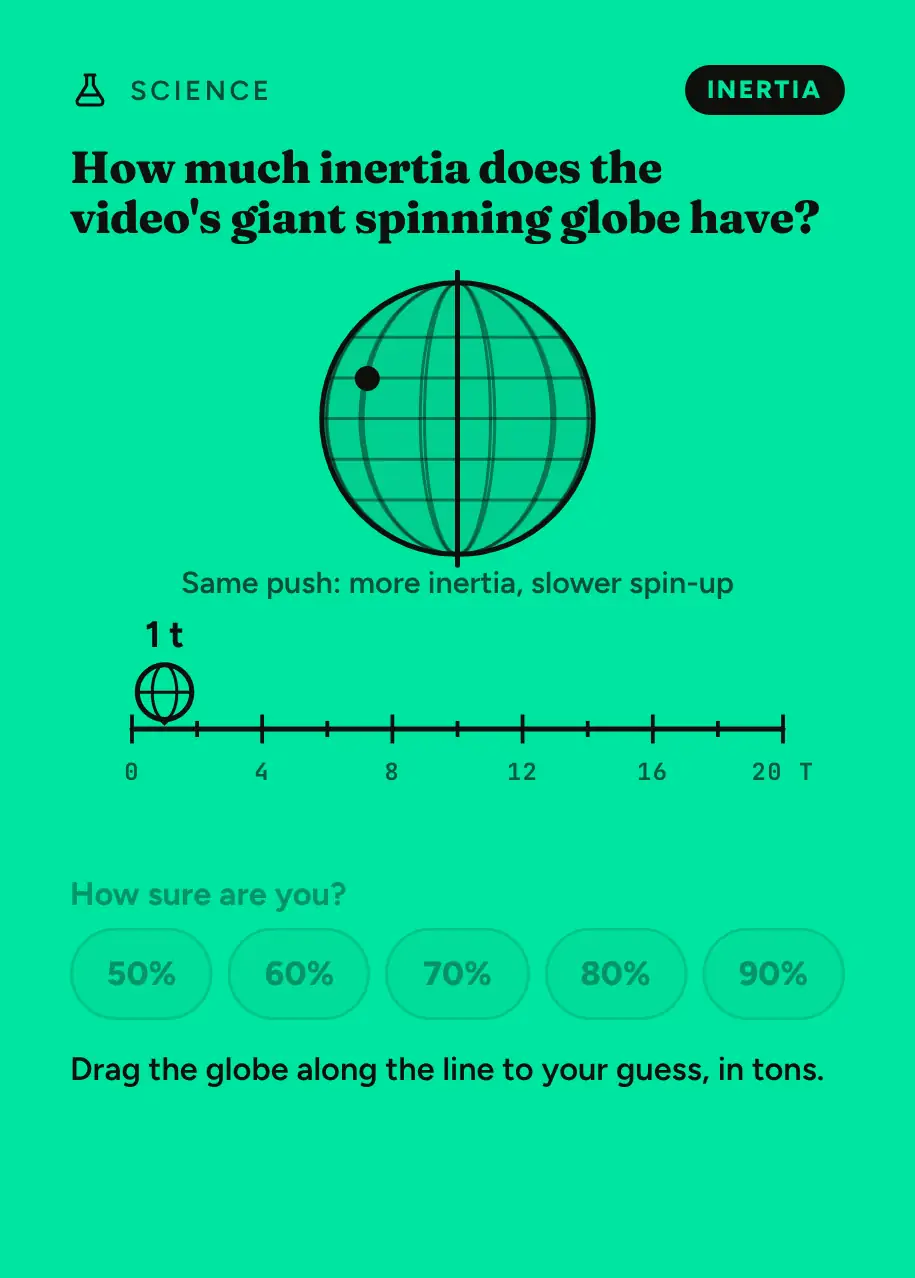 SCIENCE
INERTIA
How much inertia does the
video's giant spinning globe have?
Same push: more inertia, slower spin-up
1 t
0 4 8 12 16 20 T
How sure are you?
50% 60% 70% 80% 90%
Drag the globe along the line to your guess, in tons.